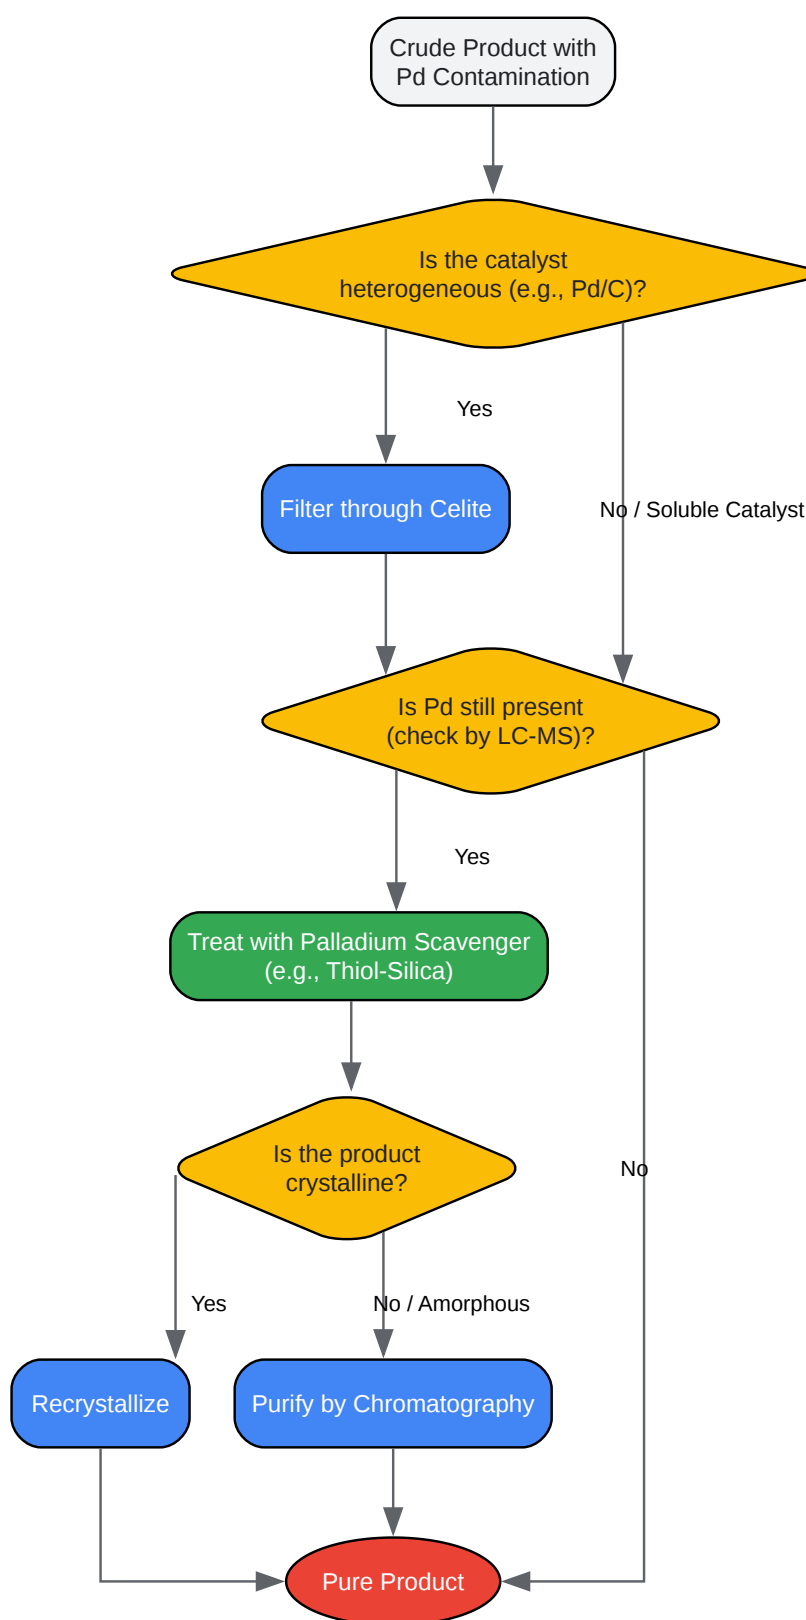 Crude Product with
Pd Contamination
Is the catalyst
heterogeneous (e.g., Pd/C)?
Yes
Filter through Celite
No / Soluble Catalyst
Is Pd still present
(check by LC-MS)?
Yes
Treat with Palladium Scavenger
(e.g., Thiol-Silica)
Is the product
crystalline?
No
Yes
No / Amorphous
Recrystallize
Purify by Chromatography
Pure Product